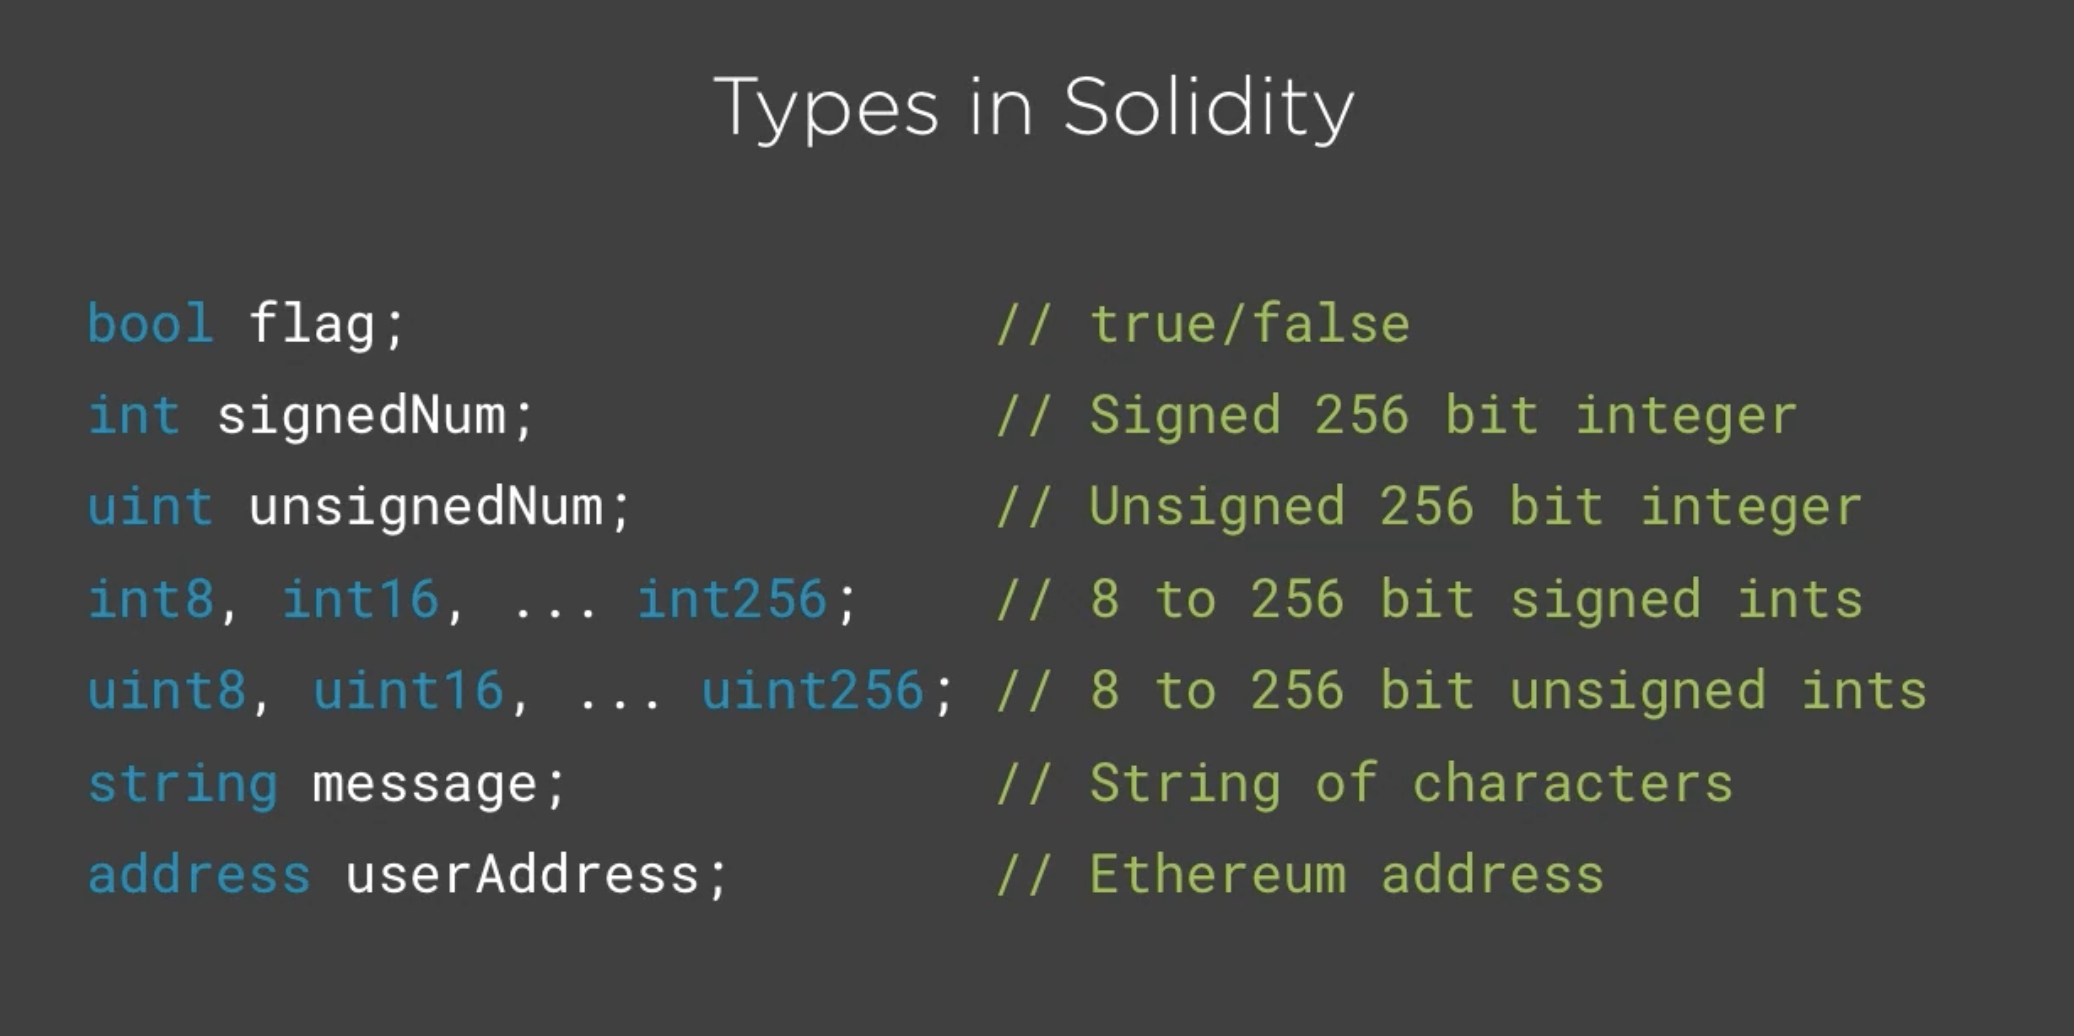 Types in Solidity
bool flag; // true/false
int signedNum; // Signed 256 bit integer
uint unsignedNum; // Unsigned 256 bit integer
int8, int16, ... int256; // 8 to 256 bit signed ints
uint8, uint16, ... uint256; // 8 to 256 bit unsigned ints
string message; // String of characters
address userAddress; // Ethereum address